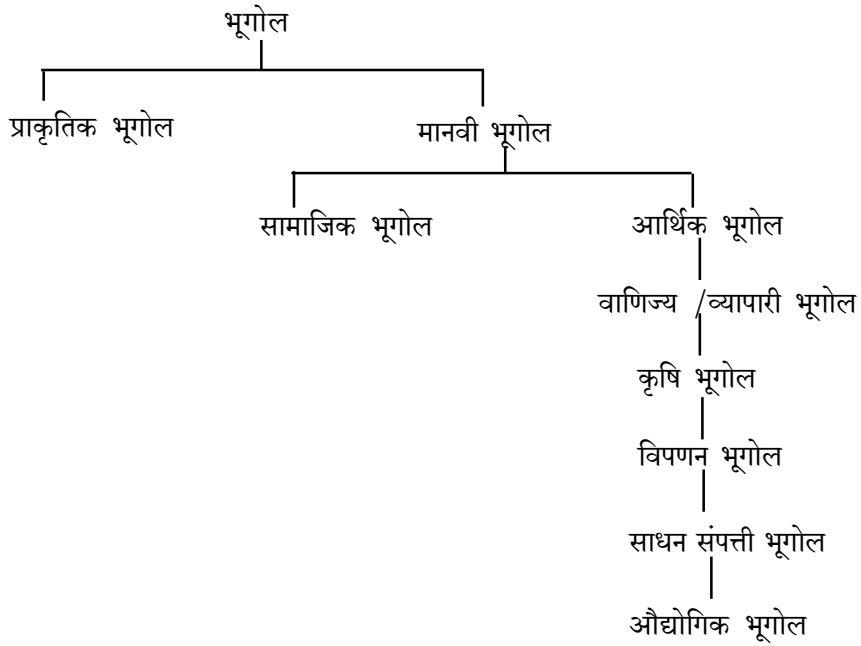 भूगोल
प्राकृतिक भूगोल
मानवी भूगोल
सामाजिक भूगोल
आर्थिक भूगोल
वाणिज्य /व्यापारी भूगोल
कृषि भूगोल
विपणन भूगोल
साधन संपत्ती भूगोल
औद्योगिक भूगोल